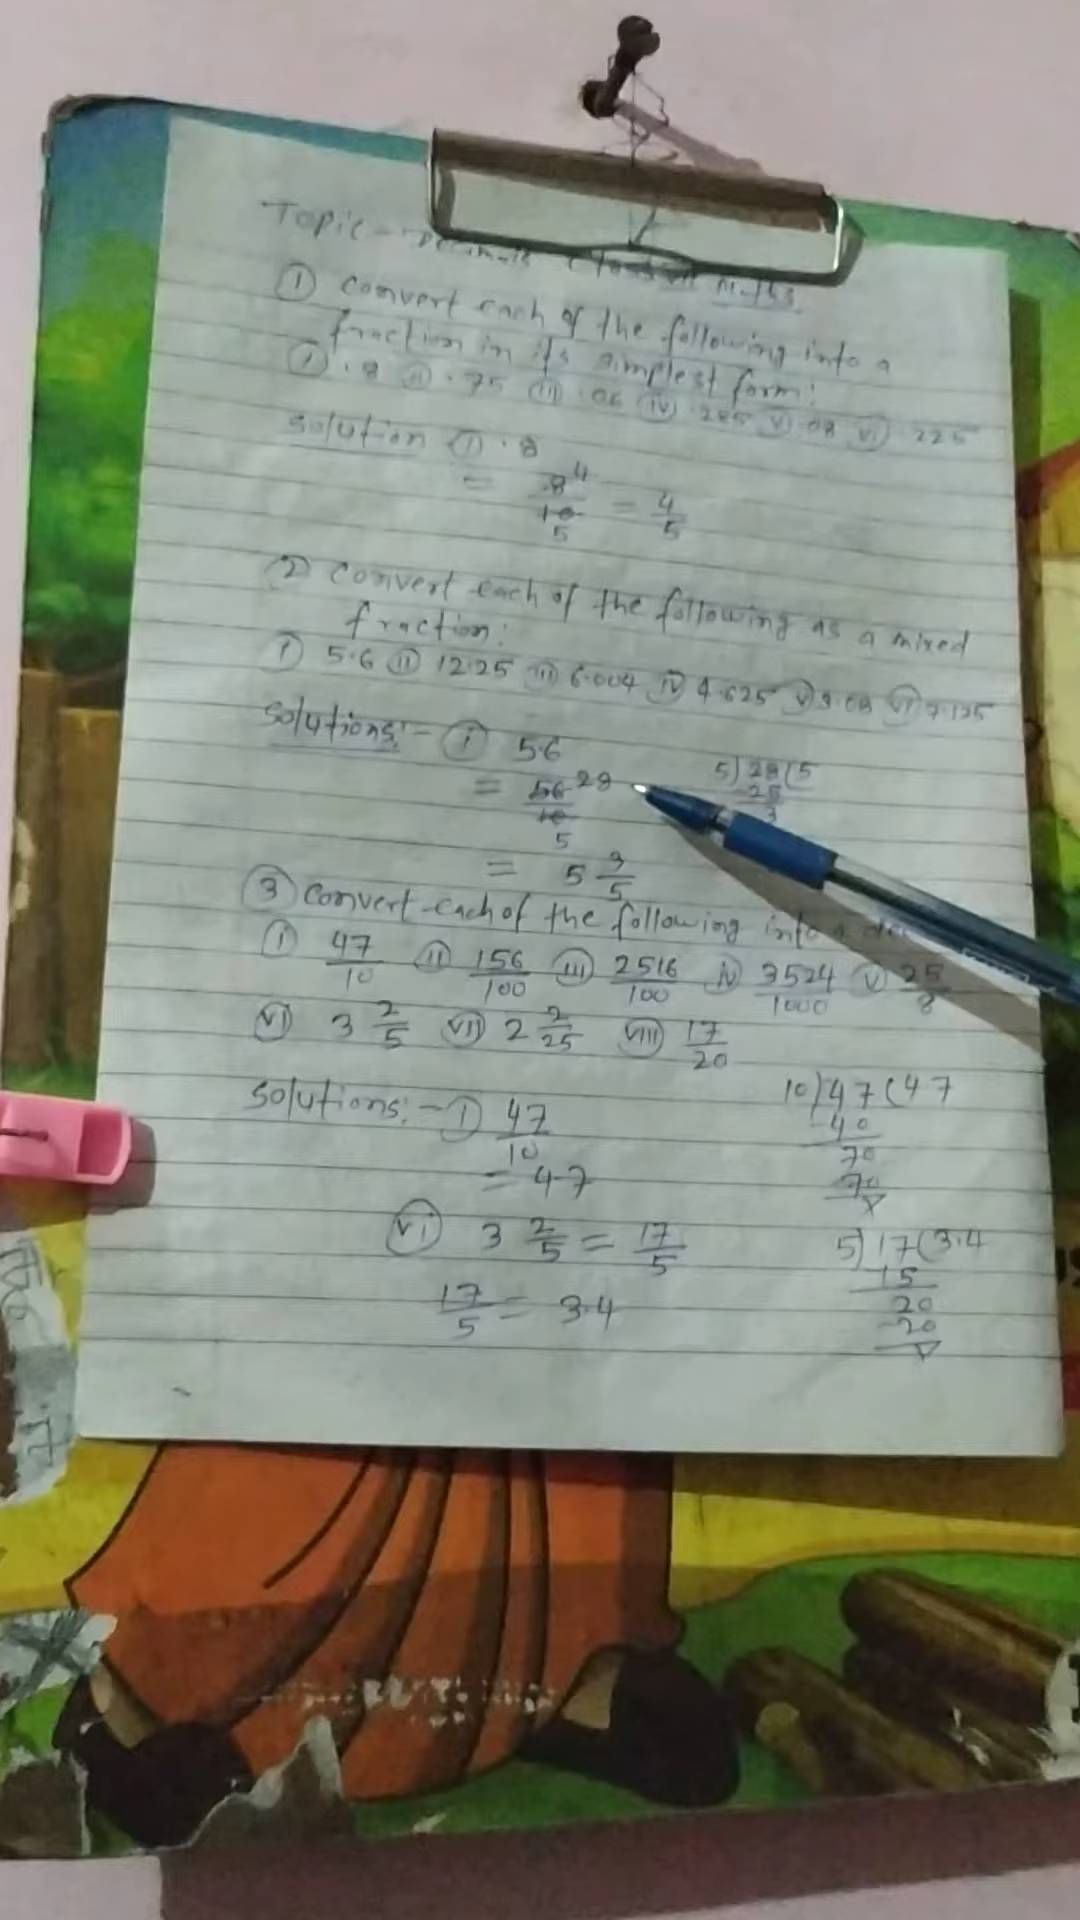 Topic - Decimals Maths
① convert each of the following into a
fraction in its simplest form:
ⓘ .8 ⓘⓘ .75 ⓘⓘⓘ .06 ⓘⓥ .285 ⓥ .08 ⓥⓘ .225
Solution ⓘ .8
= 8 4 / 10 5 = 4/5
② convert each of the following as a mixed
fraction:
ⓘ 5.6 ⓘⓘ 12.25 ⓘⓘⓘ 6.004 ⓘⓥ 4.625 ⓥ 3.08 ⓥⓘ 7.125
Solutions:- ⓘ 5.6
5)28(5
= 56 28 / 10 5
25
3
= 5 3/5
③ convert each of the following into a
ⓘ 47/10 ⓘⓘ 156/100 ⓘⓘⓘ 2516/100 ⓘⓥ 3524/1000 ⓥ 25/8
ⓥⓘ 3 2/5 ⓥⓘⓘ 2 2/25 ⓥⓘⓘⓘ 17/20
Solutions:- ⓘ 47/10
10)47(4.7
40
70
70
= 4.7
ⓥⓘ 3 2/5 = 17/5
5)17(3.4
15
20
20
17/5 = 3.4